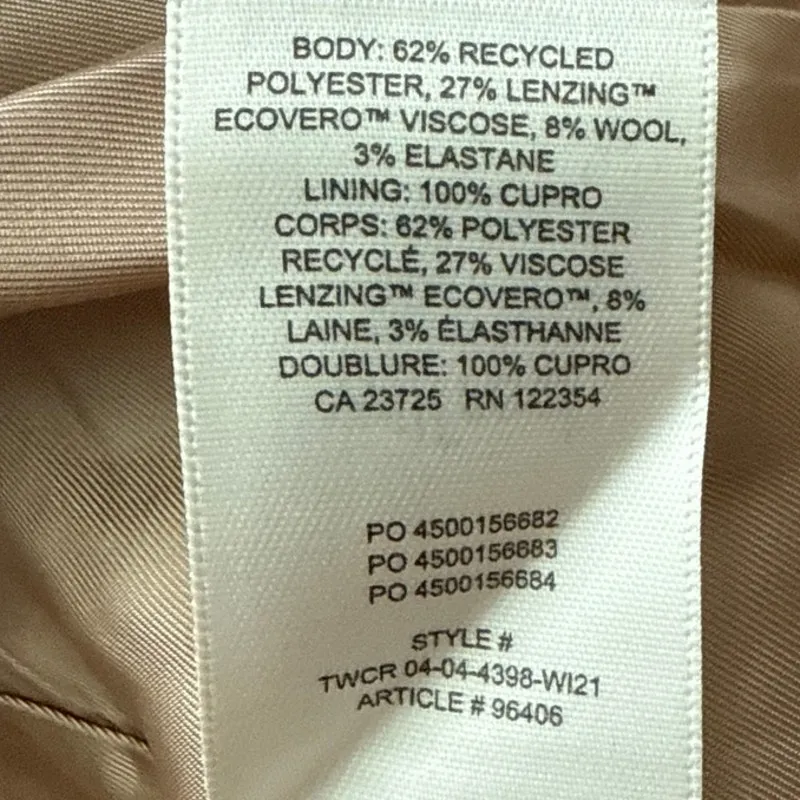 BODY: 62% RECYCLED
POLYESTER, 27% LENZING™
ECOVERO™ VISCOSE, 8% WOOL,
3% ELASTANE
LINING: 100% CUPRO
CORPS: 62% POLYESTER
RECYCLÉ, 27% VISCOSE
LENZING™ ECOVERO™, 8%
LAINE, 3% ÉLASTHANNE
DOUBLURE: 100% CUPRO
CA 23725 RN 122354
PO 4500156682
PO 4500156683
PO 4500156684
STYLE #
TWCR 04-04-4398-WI21
ARTICLE # 96406